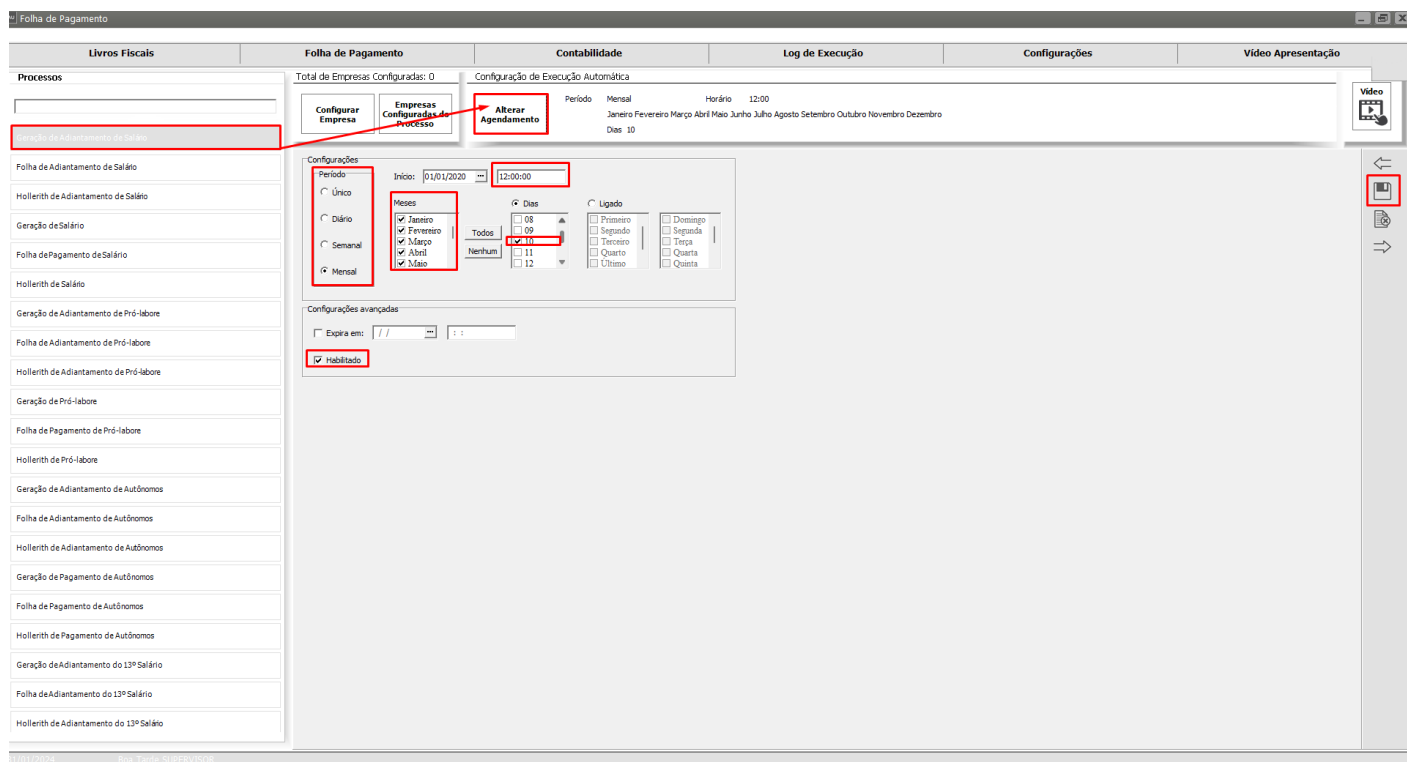 Folha de Pagamento
Livros Fiscais
Folha de Pagamento
Contabilidade
Log de Execução
Configurações
Vídeo Apresentação
Processos
Total de Empresas Configuradas: 0
Configuração de Execução Automática
Configurar Empresa
Empresas Configuradas do Processo
Alterar Agendamento
Período Mensal Horário 12:00
Janeiro Fevereiro Março Abril Maio Junho Julho Agosto Setembro Outubro Novembro Dezembro
Dias 10
Vídeo
Geração de Adiantamento de Salário
Folha de Adiantamento de Salário
Hollerith de Adiantamento de Salário
Geração de Salário
Folha de Pagamento de Salário
Hollerith de Salário
Geração de Adiantamento de Pró-labore
Folha de Adiantamento de Pró-labore
Hollerith de Adiantamento de Pró-labore
Geração de Pró-labore
Folha de Pagamento de Pró-labore
Hollerith de Pró-labore
Geração de Adiantamento de Autônomos
Folha de Adiantamento de Autônomos
Hollerith de Adiantamento de Autônomos
Geração de Pagamento de Autônomos
Folha de Pagamento de Autônomos
Hollerith de Pagamento de Autônomos
Geração de Adiantamento do 13º Salário
Folha de Adiantamento do 13º Salário
Hollerith de Adiantamento do 13º Salário
Configurações
Período
Único
Diário
Semanal
Mensal
Início: 01/01/2020 ... 12:00:00
Meses
Janeiro
Fevereiro
Março
Abril
Maio
Todos
Nenhum
Dias
08
09
10
11
12
Ligado
Primeiro
Segundo
Terceiro
Quarto
Ultimo
Domingo
Segunda
Terça
Quarta
Quinta
Configurações avançadas
Expira em: / / ... : :
Habilitado